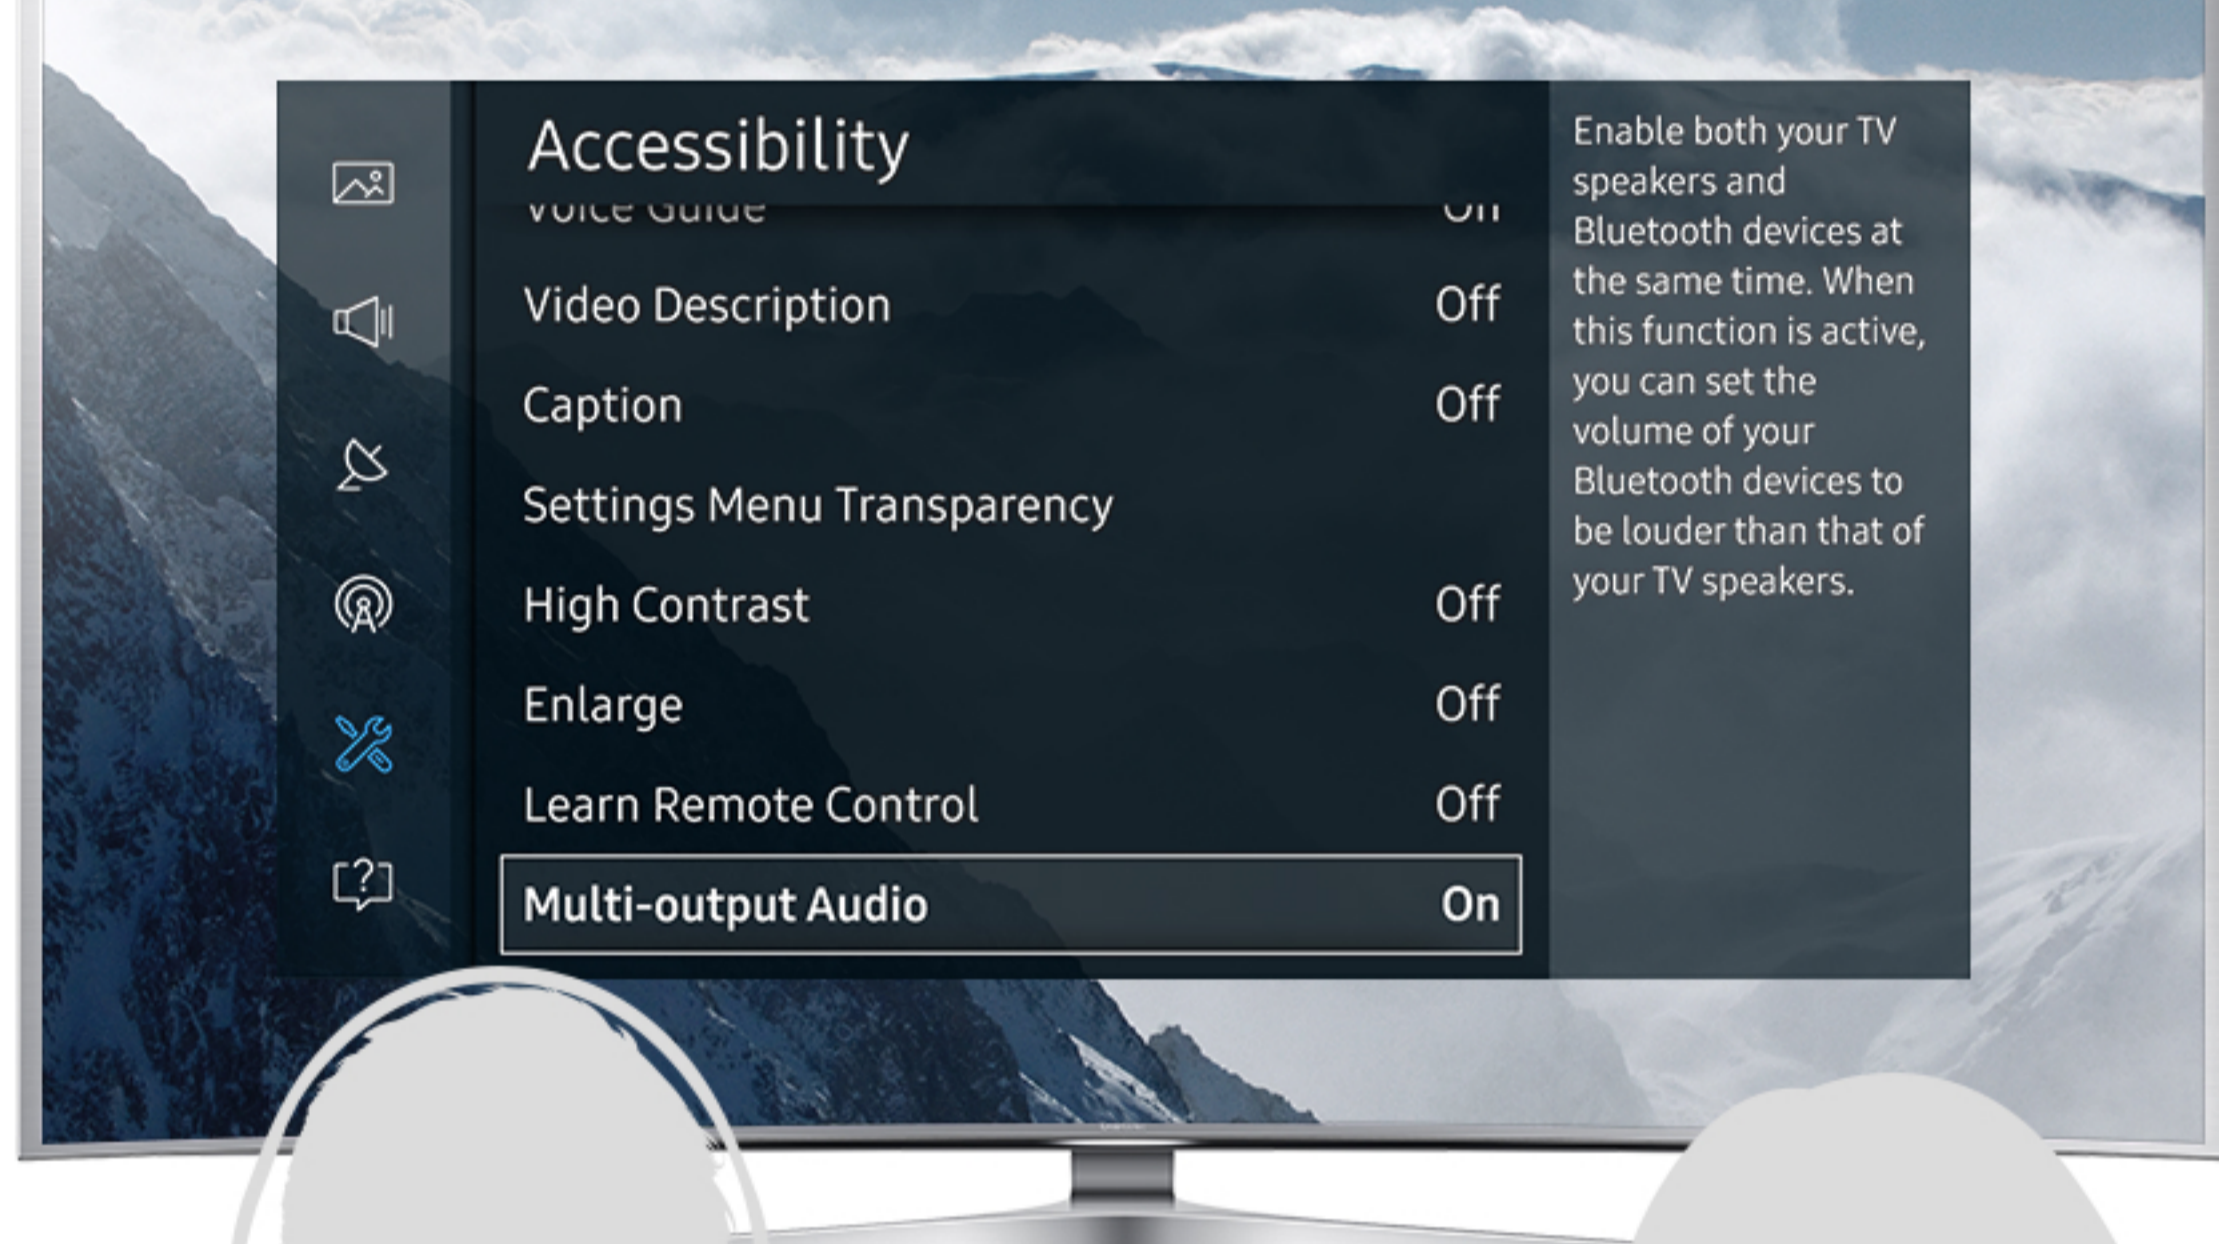 Accessibility
Voice Guide
Video Description Off
Caption Off
Settings Menu Transparency
High Contrast Off
Enlarge Off
Learn Remote Control Off
Multi-output Audio On
Enable both your TV
speakers and
Bluetooth devices at
the same time. When
this function is active,
you can set the
volume of your
Bluetooth devices to
be louder than that of
your TV speakers.